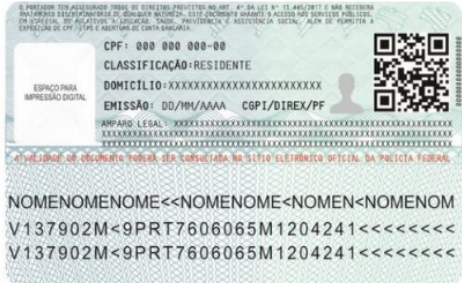 O PORTADOR TEM ASSEGURADO TODOS OS DIREITOS PREVISTOS NO ART. 4º DA LEI Nº 13.445/2017 E NÃO RECEBERÁ
TRATAMENTO DISCRIMINATÓRIO DE QUALQUER NATUREZA. ESTE DOCUMENTO GARANTE O ACESSO AOS SERVIÇOS PÚBLICOS,
EM ESPECIAL OS RELATIVOS A EDUCAÇÃO, SAÚDE, PREVIDÊNCIA E ASSISTÊNCIA SOCIAL, ALÉM DE PERMITIR A
EXPEDIÇÃO DE CPF, CTPS E ABERTURA DE CONTA BANCÁRIA.
CPF: 000 000 000-00
CLASSIFICAÇÃO:RESIDENTE
ESPAÇO PARA
IMPRESSÃO DIGITAL
DOMICÍLIO:XXXXXXXXXXXXXXXXXXXXXXXX
EMISSÃO: DD/MM/AAAA CGPI/DIREX/PF
AMPARO LEGAL:
A VALIDADE DO DOCUMENTO PODERÁ SER CONSULTADA NO SÍTIO ELETRÔNICO OFICIAL DA POLÍCIA FEDERAL
NOMENOMENOME<<NOMENOME<NOMEN<NOMENOM
V137902M<9PRT7606065M1204241<<<<<<<<
V137902M<9PRT7606065M1204241<<<<<<<<